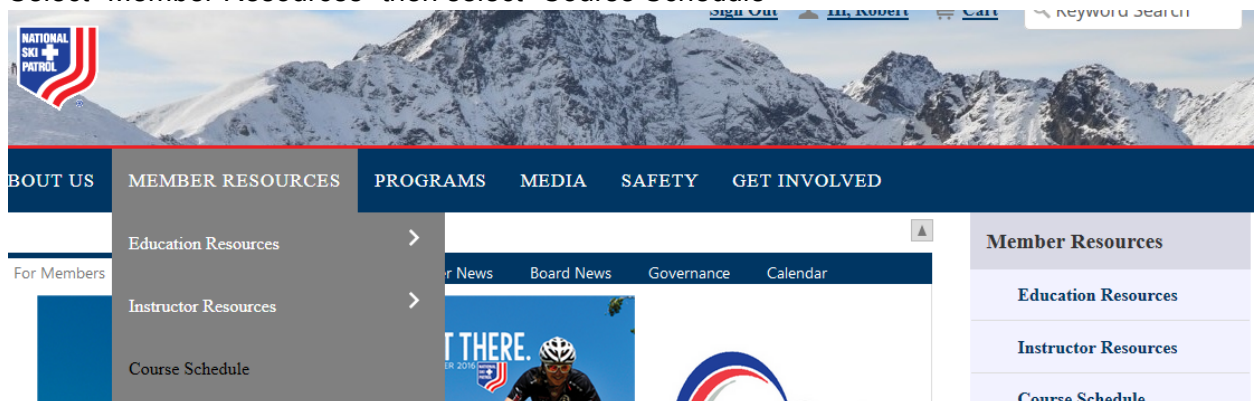 Select "Member Resources" then select "Course Schedule"
Sign Out Hi, Robert Cart Keyword Search
NATIONAL
SKI
PATROL
BOUT US MEMBER RESOURCES PROGRAMS MEDIA SAFETY GET INVOLVED
Education Resources
Member Resources
For Members
r News Board News Governance Calendar
Education Resources
Instructor Resources
T THERE.
ER 2016
Instructor Resources
Course Schedule
Course Schedule